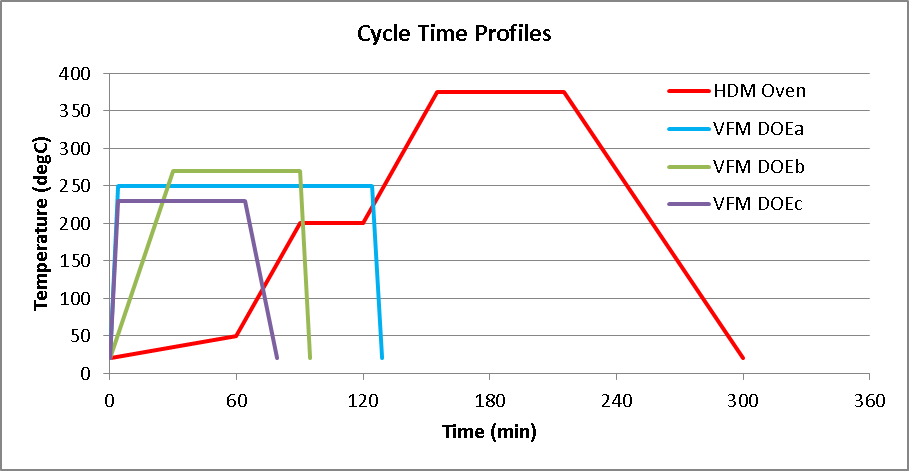 Cycle Time Profiles
Temperature (degC)
400
350
300
250
200
150
100
50
0
0 60 120 180 240 300 360
Time (min)
HDM Oven
VFM DOEa
VFM DOEb
VFM DOEc